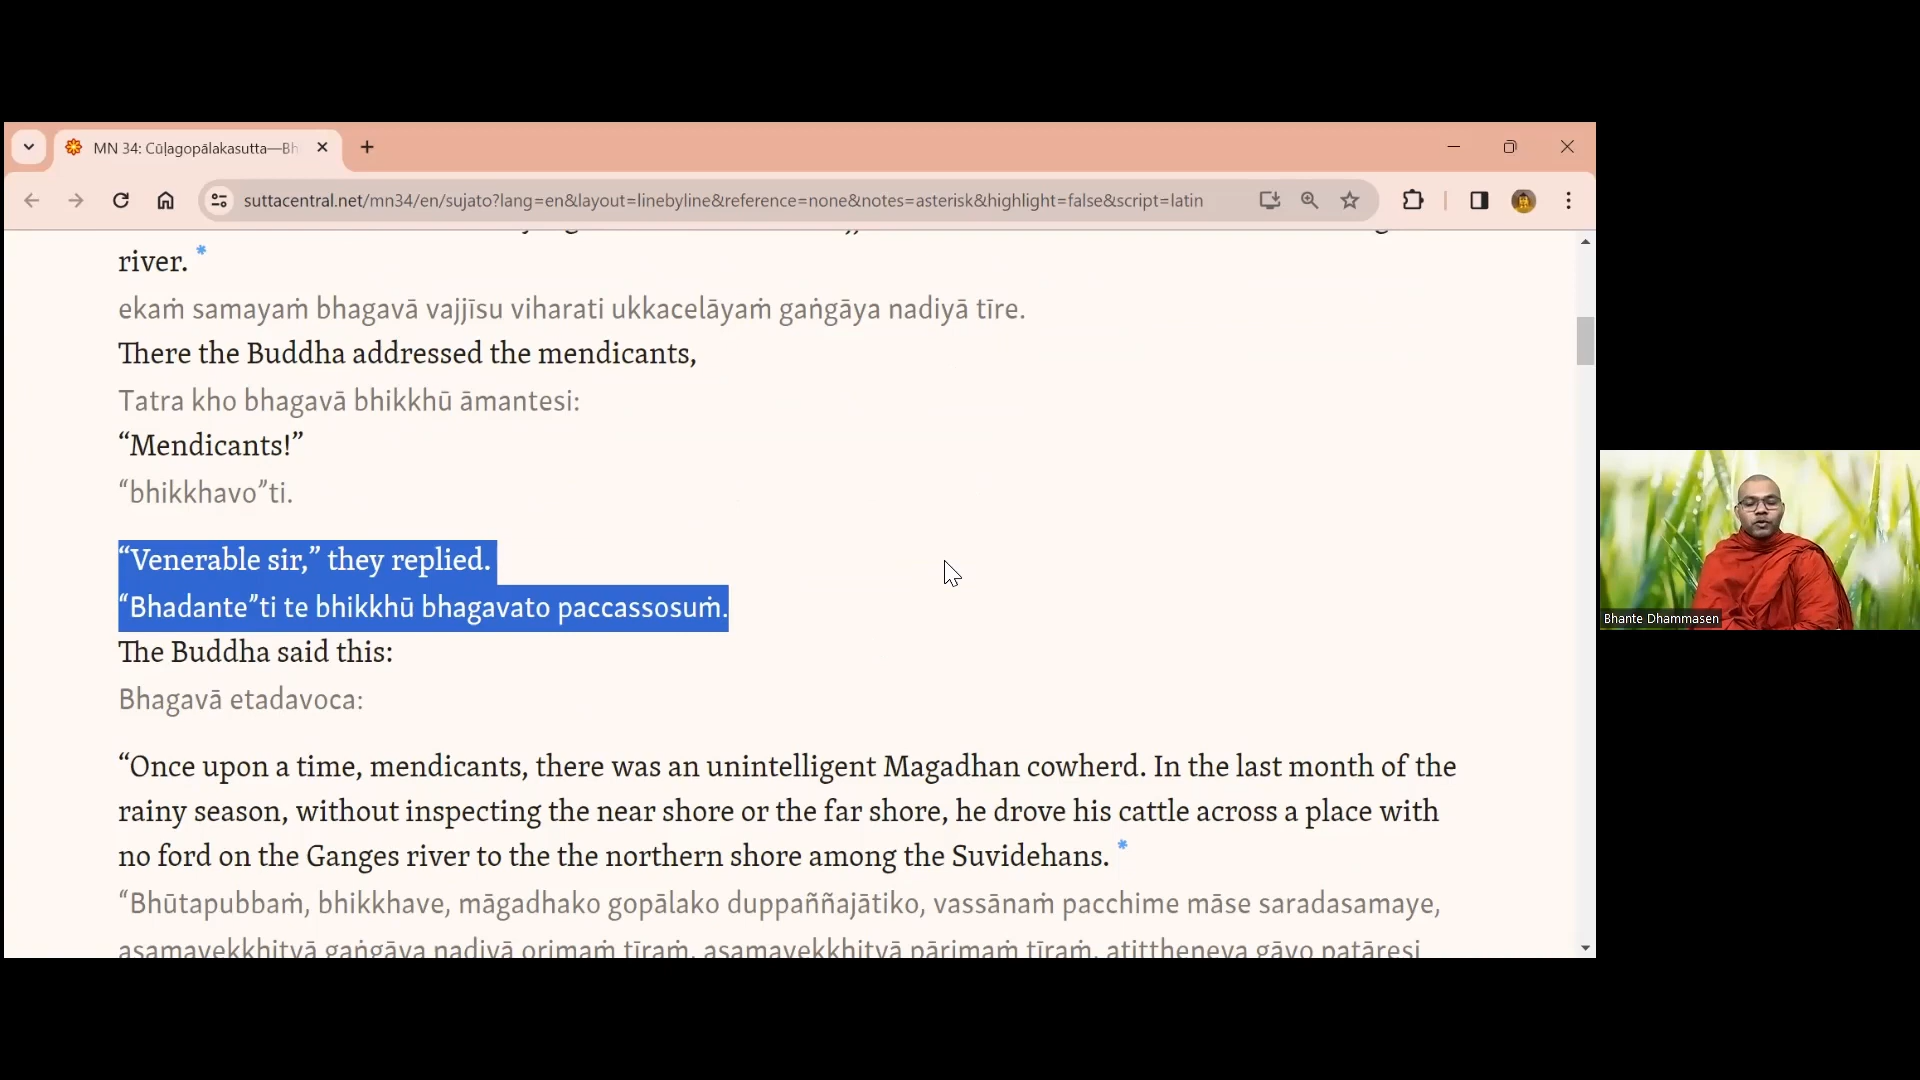 MN 34: Cūḷagopālakasutta—Bh
suttacentral.net/mn34/en/sujato?lang=en&layout=linebyline&reference=none&notes=asterisk&highlight=false&script=latin
river. *
ekaṁ samayaṁ bhagavā vajjīsu viharati ukkacelāyaṁ gaṅgāya nadiyā tīre.
There the Buddha addressed the mendicants,
Tatra kho bhagavā bhikkhū āmantesi:
“Mendicants!”
“bhikkhavo”ti.
“Venerable sir,” they replied.
“Bhadante”ti te bhikkhū bhagavato paccassosuṁ.
The Buddha said this:
Bhagavā etadavoca:
“Once upon a time, mendicants, there was an unintelligent Magadhan cowherd. In the last month of the
rainy season, without inspecting the near shore or the far shore, he drove his cattle across a place with
no ford on the Ganges river to the the northern shore among the Suvidehans. *
“Bhūtapubbaṁ, bhikkhave, māgadhako gopālako duppaññajātiko, vassānaṁ pacchime māse saradasamaye,
asamavekkhitvā gaṅgāya nadiyā orimaṁ tīraṁ, asamavekkhitvā pārimaṁ tīraṁ, atittheneva gāvo patāresi
Bhante Dhammasen